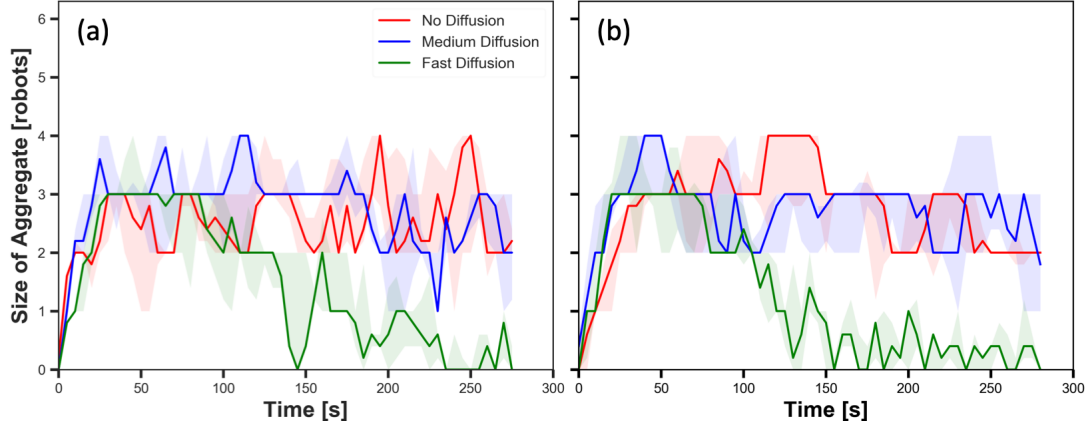 (a)
No Diffusion
Medium Diffusion
Fast Diffusion
Size of Aggregate [robots]
6
5
4
3
2
1
0
0 50 100 150 200 250 300
Time [s]
(b)
0 50 100 150 200 250 300
Time [s]